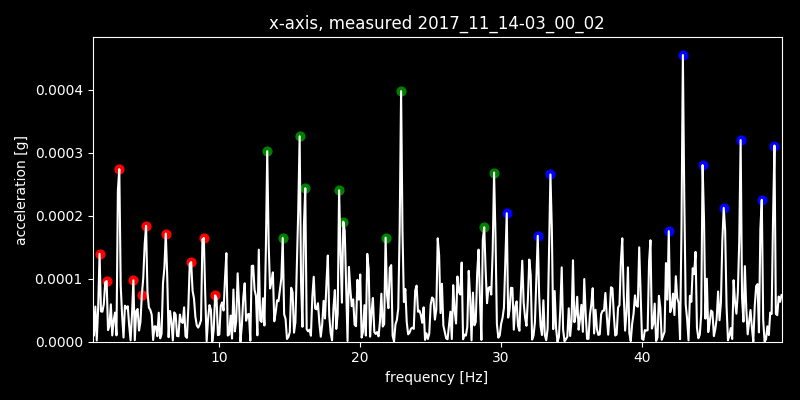 x-axis, measured 2017_11_14-03_00_02
0.0004
0.0003
0.0002
0.0001
0.0000
acceleration [g]
10 20 30 40
frequency [Hz]